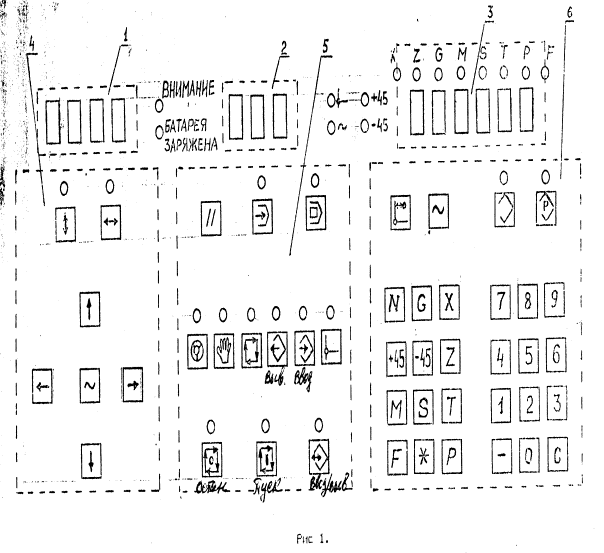 1
2
3
4
5
6
X Z G M S T P F
ВНИМАНИЕ
БАТАРЕЯ
ЗАРЯЖЕНА
+45
~ -45
//
~
P
N G X 7 8 9
+45 -45 Z 4 5 6
выв. ввод
~
M S T 1 2 3
C
F * P - 0 C
останов
Пуск
ввод/выв
Рис 1.